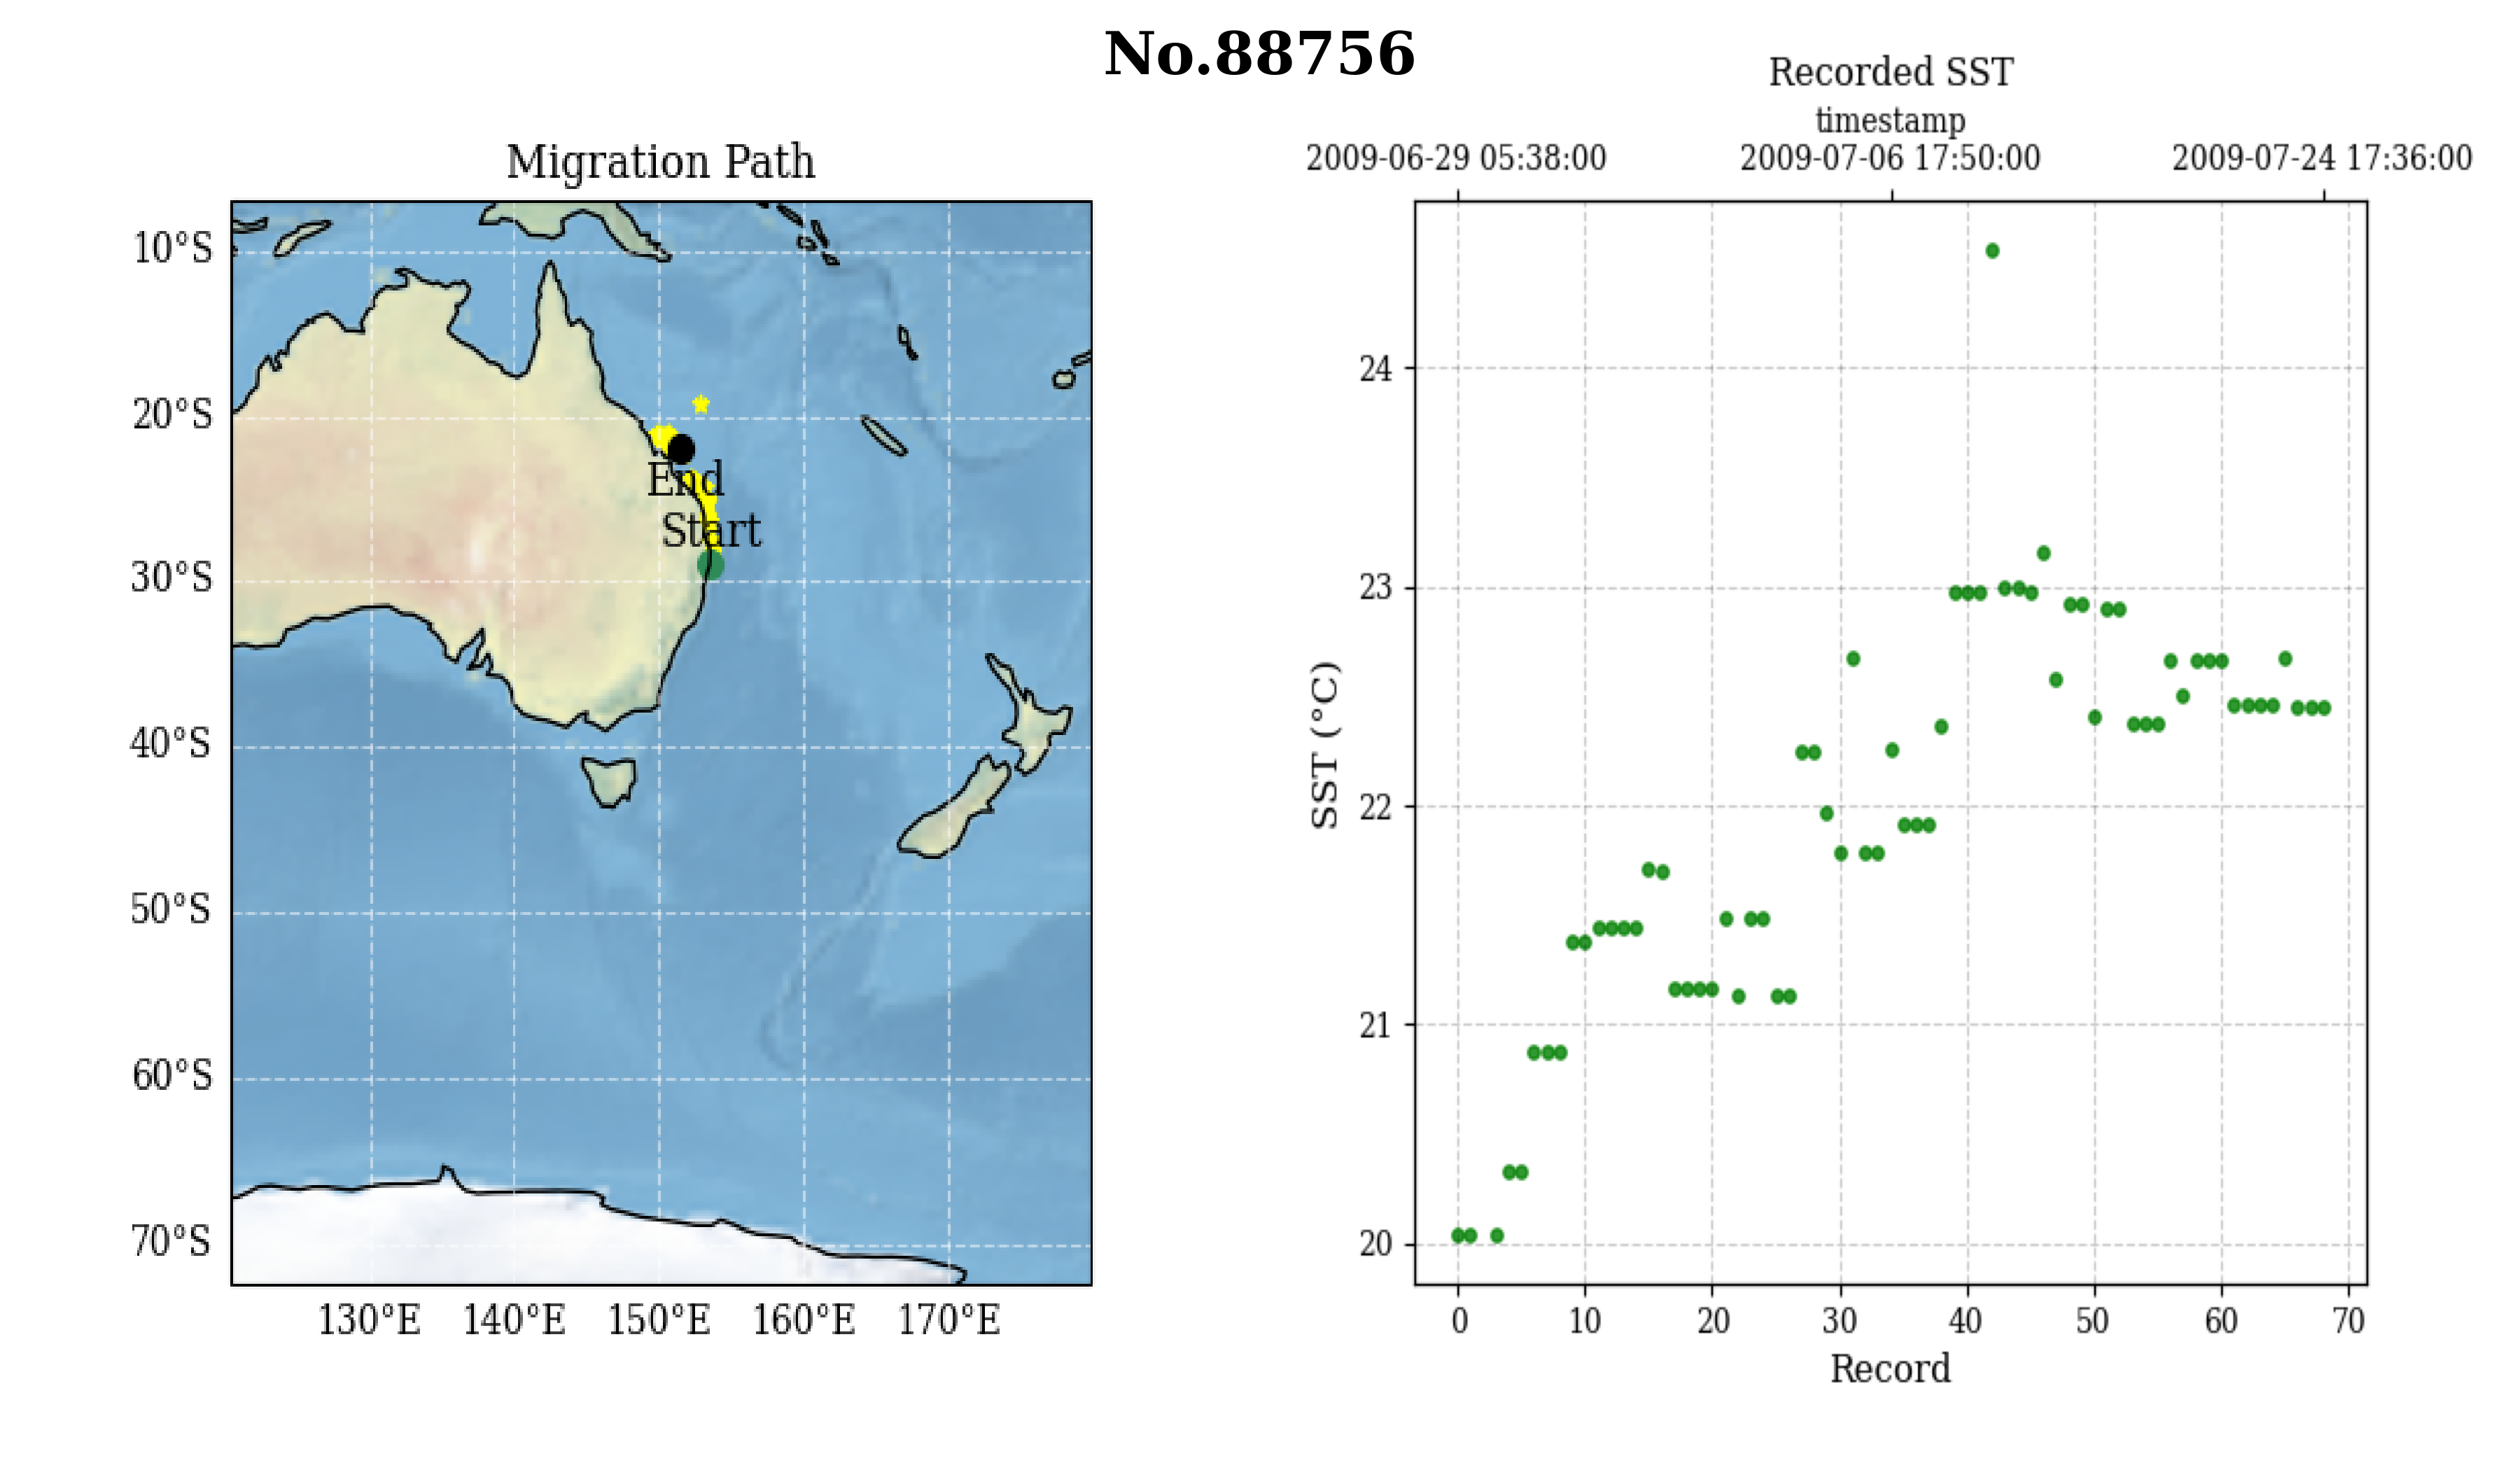 No.88756
Migration Path
10°S
20°S
30°S
40°S
50°S
60°S
70°S
130°E 140°E 150°E 160°E 170°E
End
Start
Recorded SST
timestamp
2009-06-29 05:38:00 2009-07-06 17:50:00 2009-07-24 17:36:00
SST (°C)
24
23
22
21
20
0 10 20 30 40 50 60 70
Record